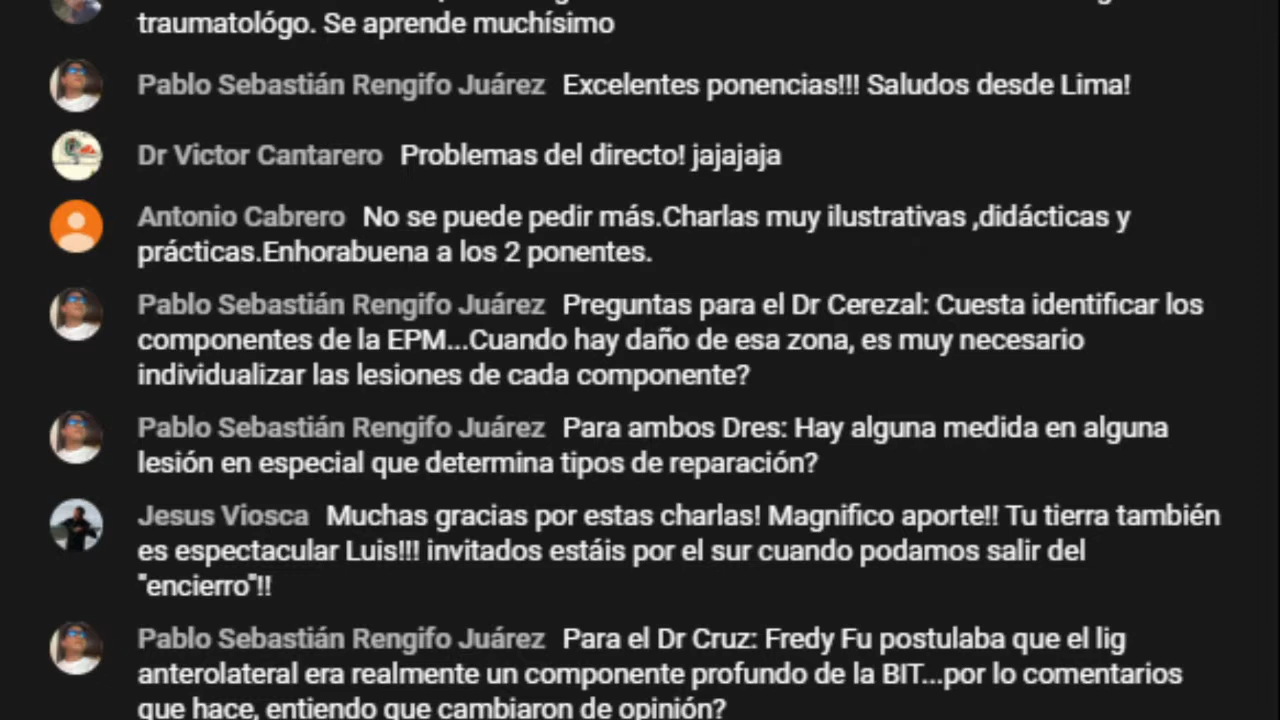 traumatológo. Se aprende muchísimo
Pablo Sebastián Rengifo Juárez Excelentes ponencias!!! Saludos desde Lima!
Dr Victor Cantarero Problemas del directo! jajajaja
Antonio Cabrero No se puede pedir más.Charlas muy ilustrativas ,didácticas y
prácticas.Enhorabuena a los 2 ponentes.
Pablo Sebastián Rengifo Juárez Preguntas para el Dr Cerezal: Cuesta identificar los
componentes de la EPM...Cuando hay daño de esa zona, es muy necesario
individualizar las lesiones de cada componente?
Pablo Sebastián Rengifo Juárez Para ambos Dres: Hay alguna medida en alguna
lesión en especial que determina tipos de reparación?
Jesus Viosca Muchas gracias por estas charlas! Magnifico aporte!! Tu tierra también
es espectacular Luis!!! invitados estáis por el sur cuando podamos salir del
"encierro"!!
Pablo Sebastián Rengifo Juárez Para el Dr Cruz: Fredy Fu postulaba que el lig
anterolateral era realmente un componente profundo de la BIT...por lo comentarios
que hace, entiendo que cambiaron de opinión?